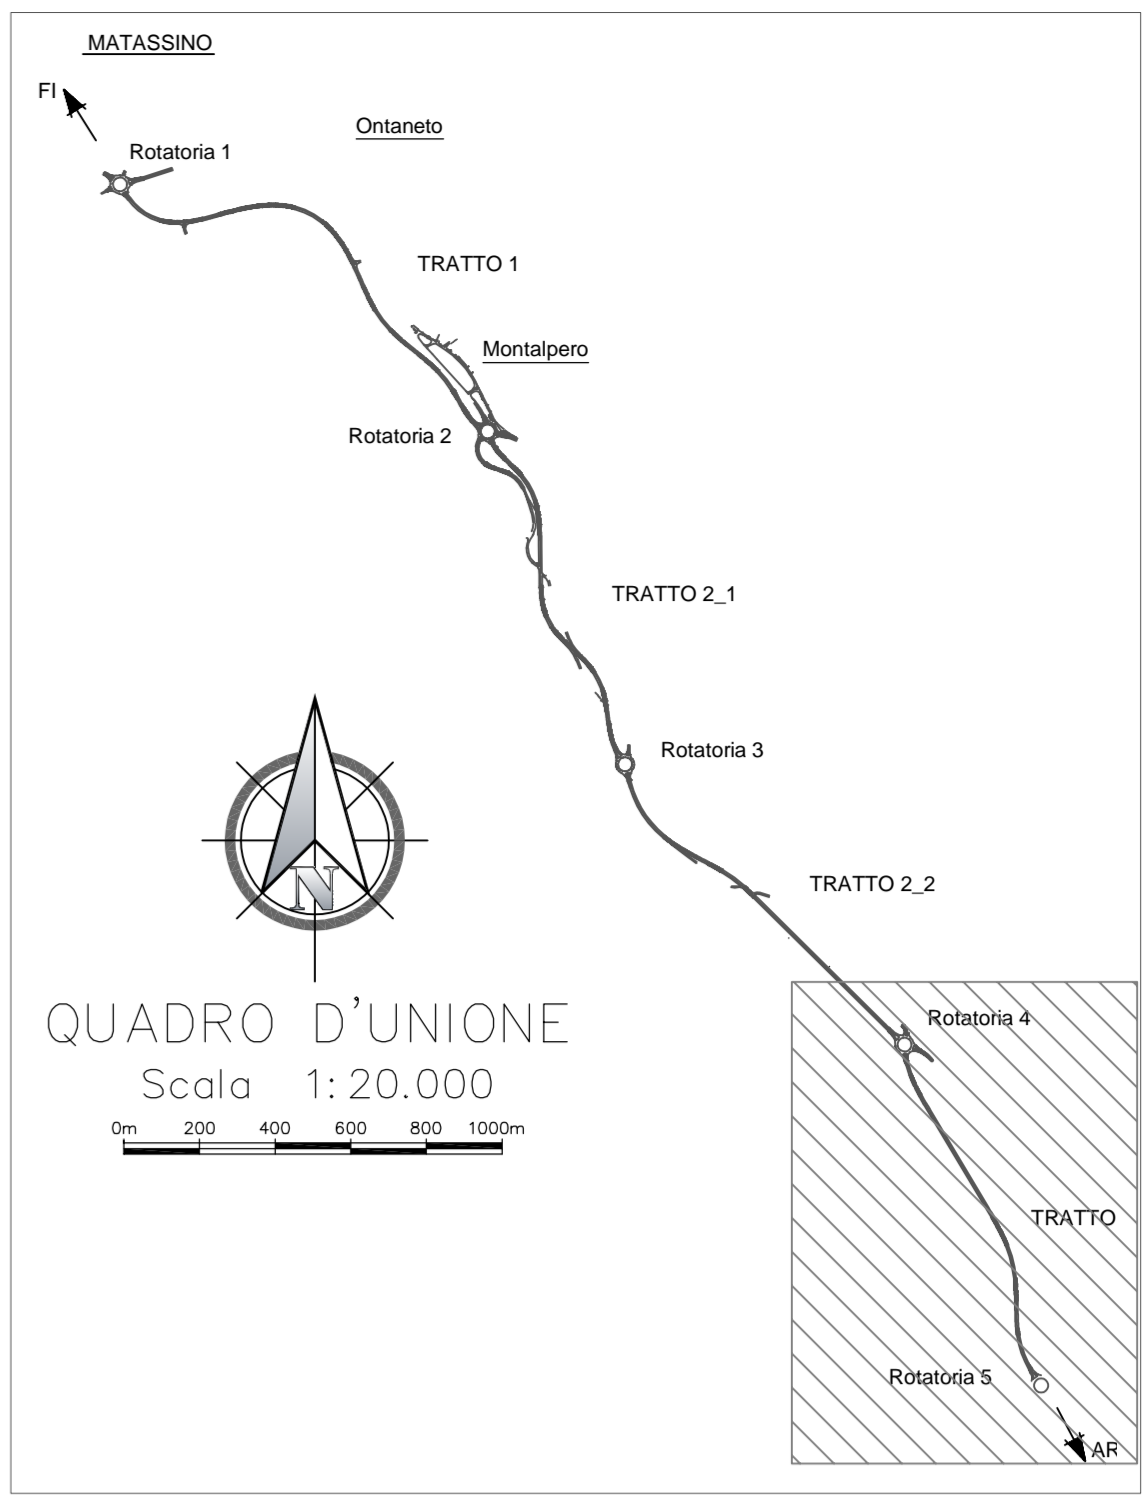 MATASSINO
FI
Ontaneto
Rotatoria 1
TRATTO 1
Montalpero
Rotatoria 2
TRATTO 2_1
Rotatoria 3
TRATTO 2_2
N
QUADRO D'UNIONE
Scala 1:20.000
0m 200 400 600 800 1000m
Rotatoria 4
TRATTO
Rotatoria 5
AR